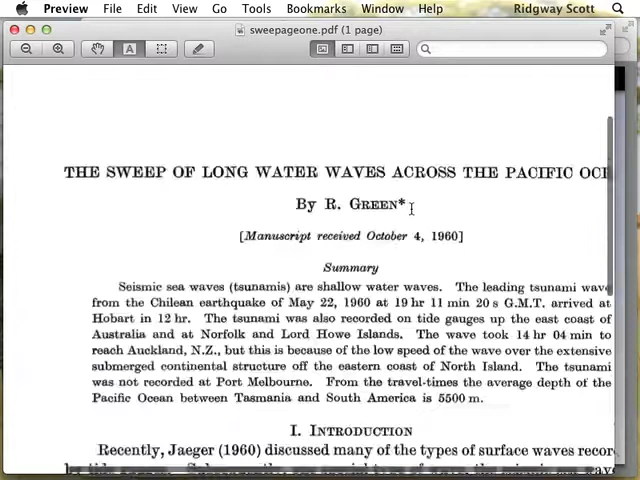 Preview File Edit View Go Tools Bookmarks Window Help Ridgway Scott
sweepageone.pdf (1 page)
THE SWEEP OF LONG WATER WAVES ACROSS THE PACIFIC OCE
By R. GREEN*
[Manuscript received October 4, 1960]
Summary
Seismic sea waves (tsunamis) are shallow water waves. The leading tsunami wave
from the Chilean earthquake of May 22, 1960 at 19 hr 11 min 20 s G.M.T. arrived at
Hobart in 12 hr. The tsunami was also recorded on tide gauges up the east coast of
Australia and at Norfolk and Lord Howe Islands. The wave took 14 hr 04 min to
reach Auckland, N.Z., but this is because of the low speed of the wave over the extensive
submerged continental structure off the eastern coast of North Island. The tsunami
was not recorded at Port Melbourne. From the travel-times the average depth of the
Pacific Ocean between Tasmania and South America is 5500 m.
I. INTRODUCTION
Recently, Jaeger (1960) discussed many of the types of surface waves recor